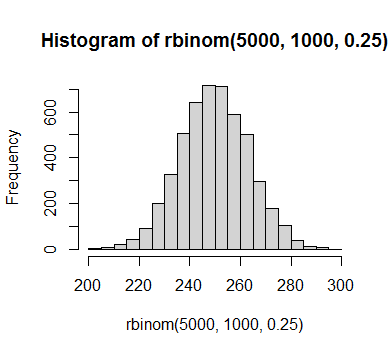 Histogram of rbinom(5000, 1000, 0.25)
Frequency
600
400
200
0
200 220 240 260 280 300
rbinom(5000, 1000, 0.25)